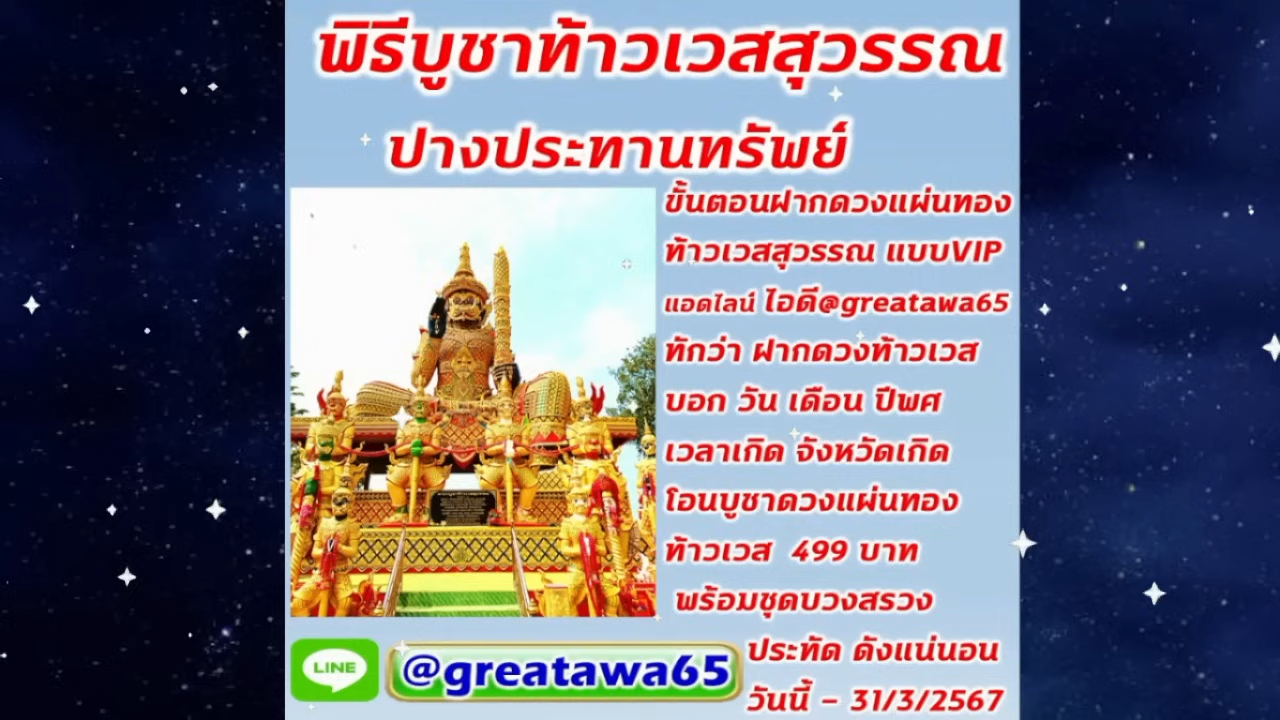 พิธีบูชาท้าวเวสสุวรรณ
ปางประทานทรัพย์
ขั้นตอนฝากดวงแผ่นทอง
ท้าวเวสสุวรรณ แบบVIP
แอดไลน์ ไอดี@greatawa65
ทักว่า ฝากดวงท้าวเวส
บอก วัน เดือน ปีพศ
เวลาเกิด จังหวัดเกิด
โอนบูชาดวงแผ่นทอง
ท้าวเวส 499 บาท
พร้อมชุดบวงสรวง
ประทัด ดังแน่นอน
วันนี้ - 31/3/2567
LINE
@greatawa65